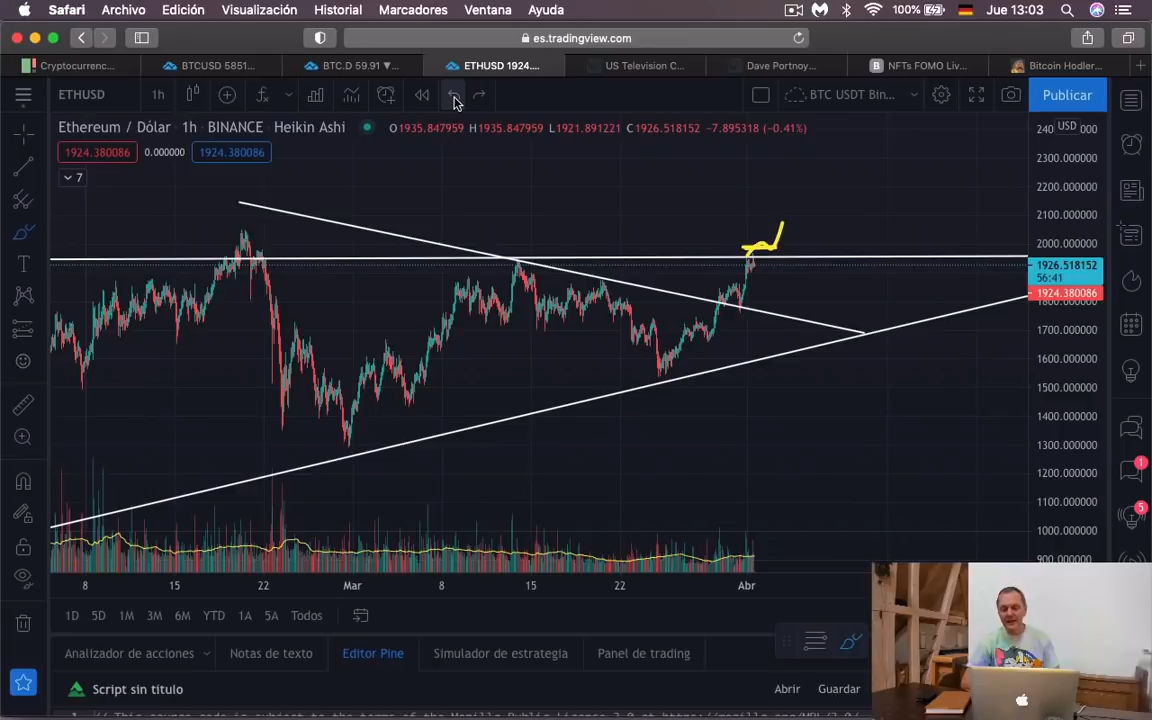 Safari Archivo Edición Visualización Historial Marcadores Ventana Ayuda 100% Jue 13:03
es.tradingview.com
Cryptocurrenc... BTCUSD 5851... BTC.D 59.91 ▼... ETHUSD 1924.... US Television C... Dave Portnoy... NFTs FOMO Liv... Bitcoin Hodler...
ETHUSD 1h BTC USDT Bin... Publicar
Ethereum / Dólar 1h BINANCE Heikin Ashi O1935.847959 H1935.847959 L1921.891221 C1926.518152 −7.895318 (−0.41%)
USD
1924.380086 0.000000 1924.380086
7
2300.000000
2200.000000
2100.000000
2000.000000
1926.518152
56:41
1924.380086
1800.000000
1700.000000
1600.000000
1500.000000
1400.000000
1300.000000
1200.000000
1100.000000
1000.000000
900.000000
1
5
8 15 22 Mar 8 15 22 Abr
1D 5D 1M 3M 6M YTD 1A 5A Todos
Analizador de acciones Notas de texto Editor Pine Simulador de estrategia Panel de trading
Script sin título Abrir Guardar